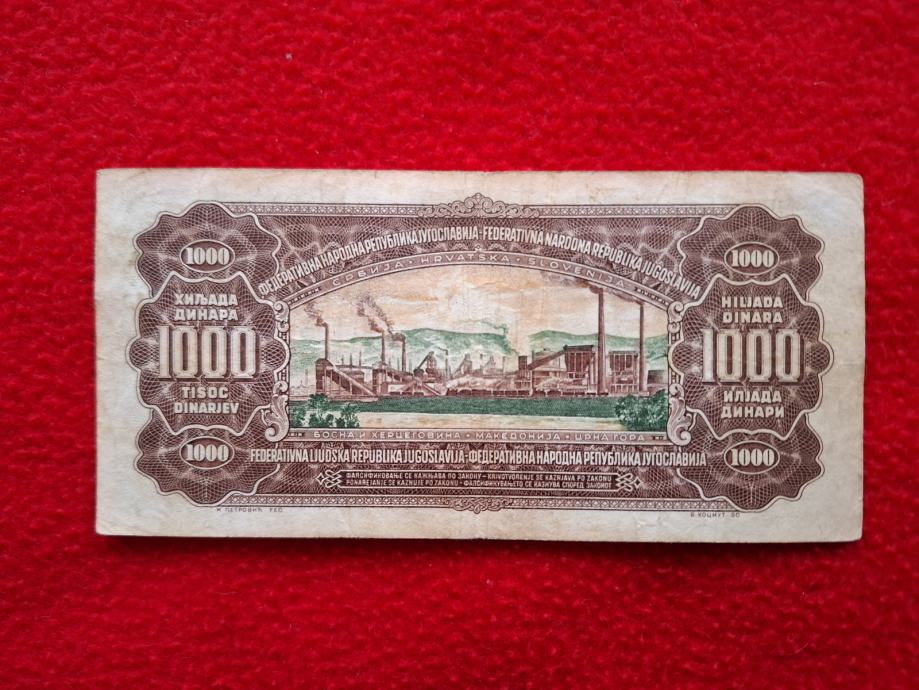 ФЕДЕРАТИВНА НАРОДНА РЕПУБЛИКА ЈУГОСЛАВИЈА · FEDERATIVNA NARODNA REPUBLIKA JUGOSLAVIJA
СРБИЈА · HRVATSKA · SLOVENIJA
1000
ХИЉАДА
ДИНАРА
1000
TISOČ
DINARJEV
1000
1000
HILJADA
DINARA
1000
ИЛЈАДА
ДИНАРИ
1000
БОСНА И ХЕРЦЕГОВИНА · МАКЕДОНИЈА · ЦРНА ГОРА
FEDERATIVNA LJUDSKA REPUBLIKA JUGOSLAVIJA · ФЕДЕРАТИВНА НАРОДНА РЕПУБЛИКА ЈУГОСЛАВИЈА
ФАЛСИФИКОВАЊЕ СЕ КАЖЊАВА ПО ЗАКОНУ · KRIVOTVORENJE SE KAŽNJAVA PO ZAKONU
PONAREJANJE SE KAZNUJE PO ZAKONU · ФАЛСИФИКУВАЊЕТО СЕ КАЗНУВА СПОРЕД ЗАКОНОТ